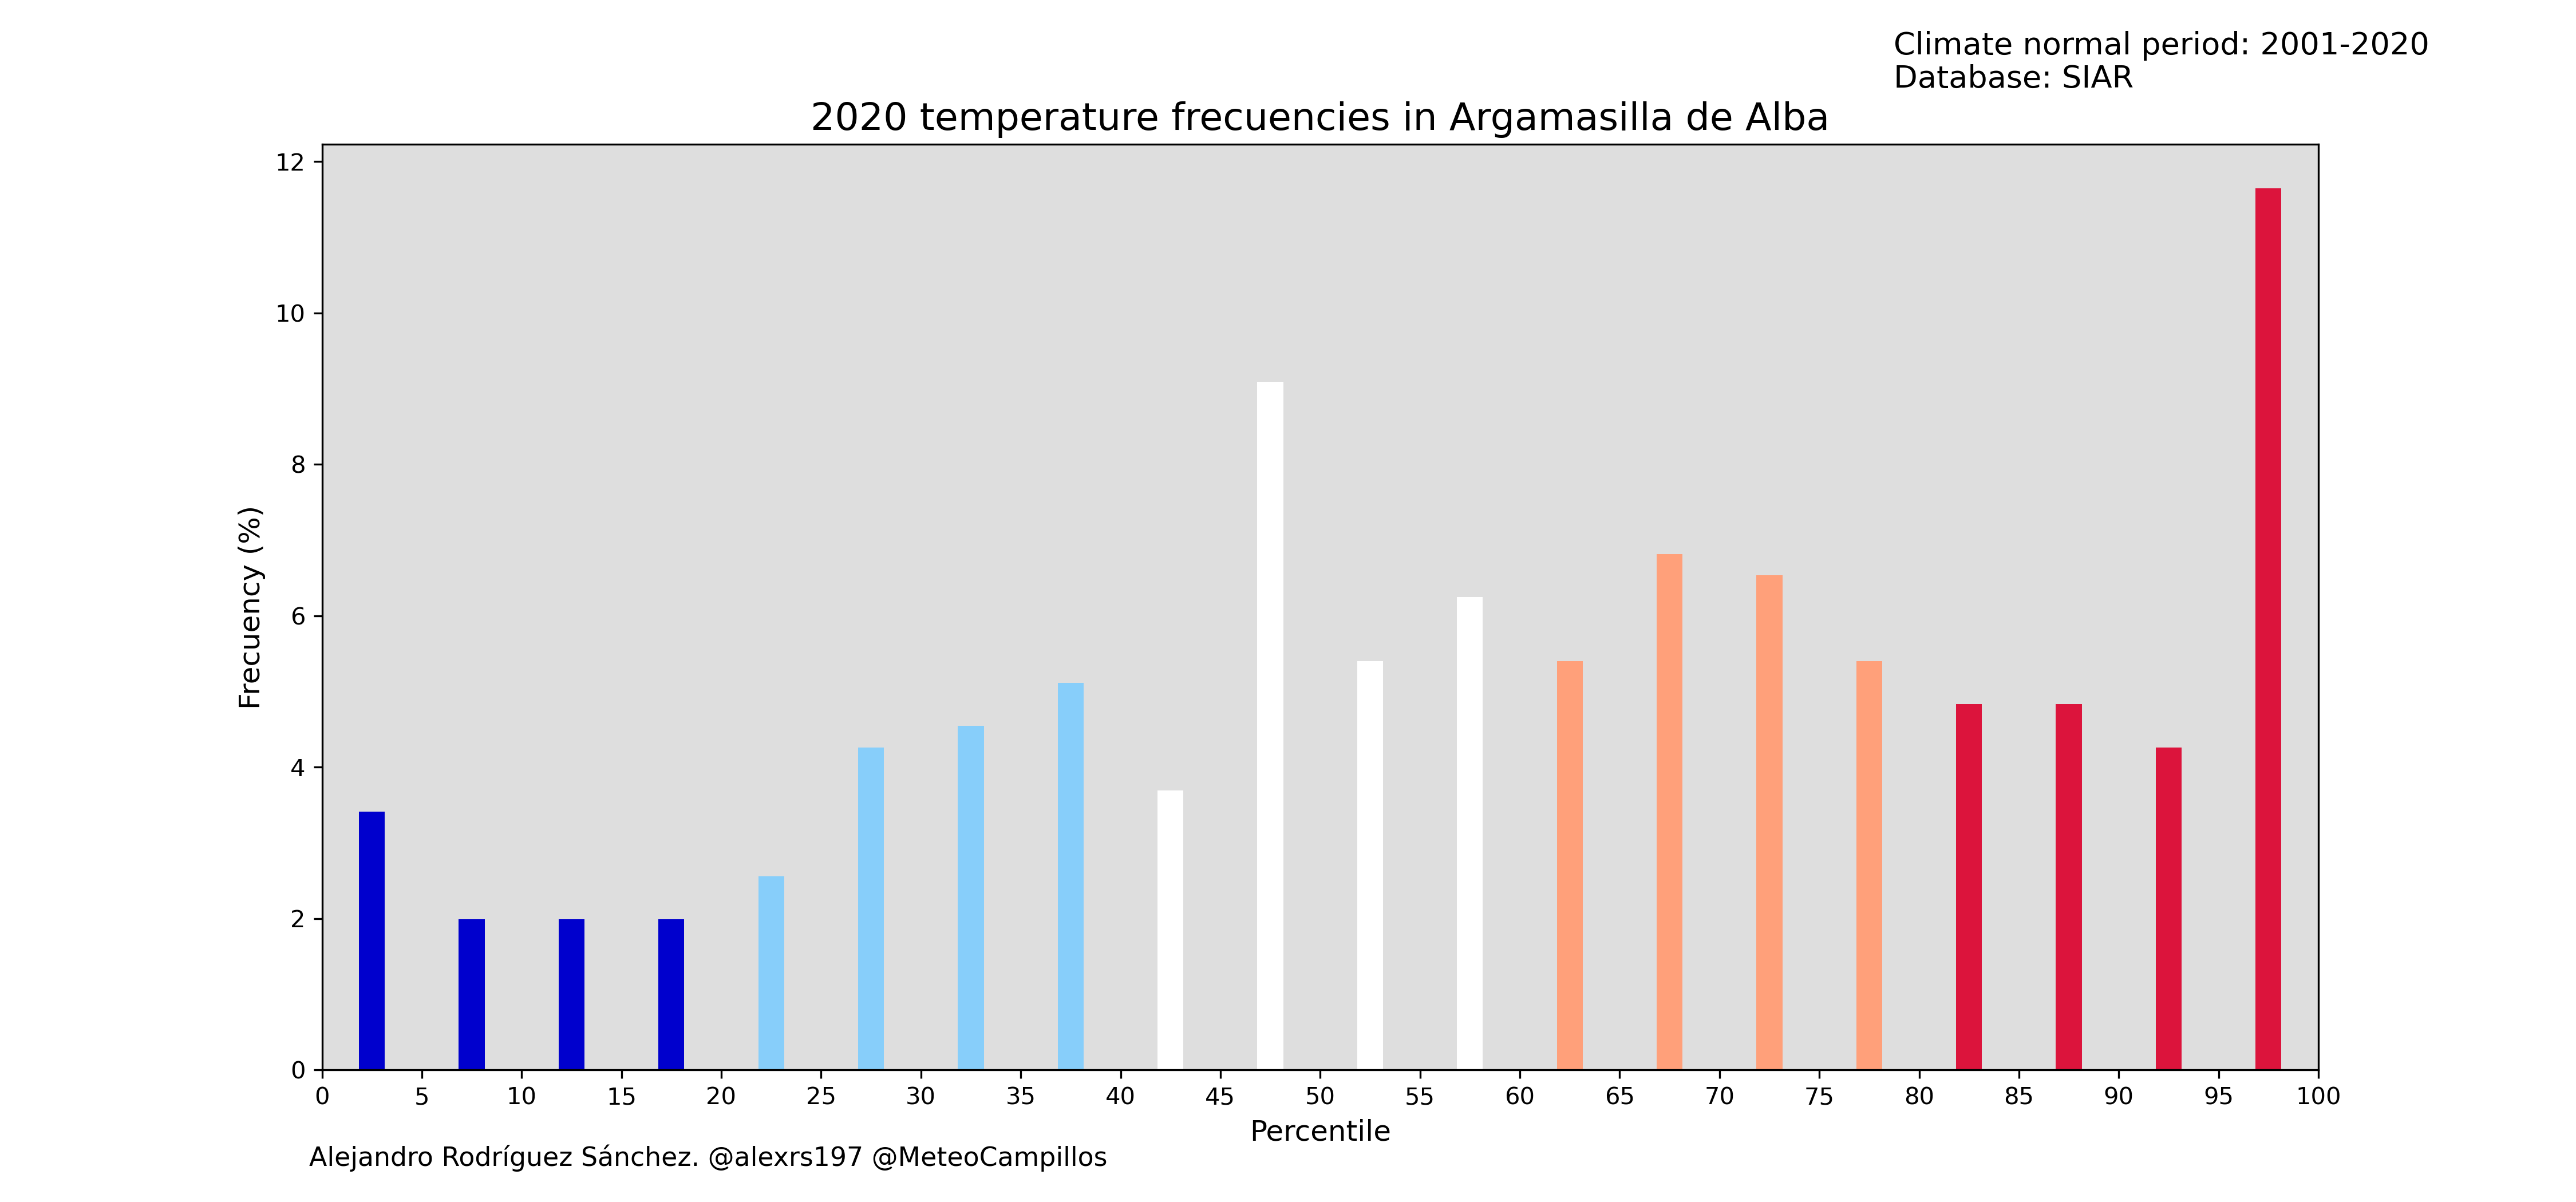 Climate normal period: 2001-2020
Database: SIAR
2020 temperature frecuencies in Argamasilla de Alba
12
10
8
6
4
2
0
Frecuency (%)
0 5 10 15 20 25 30 35 40 45 50 55 60 65 70 75 80 85 90 95 100
Percentile
Alejandro Rodríguez Sánchez. @alexrs197 @MeteoCampillos